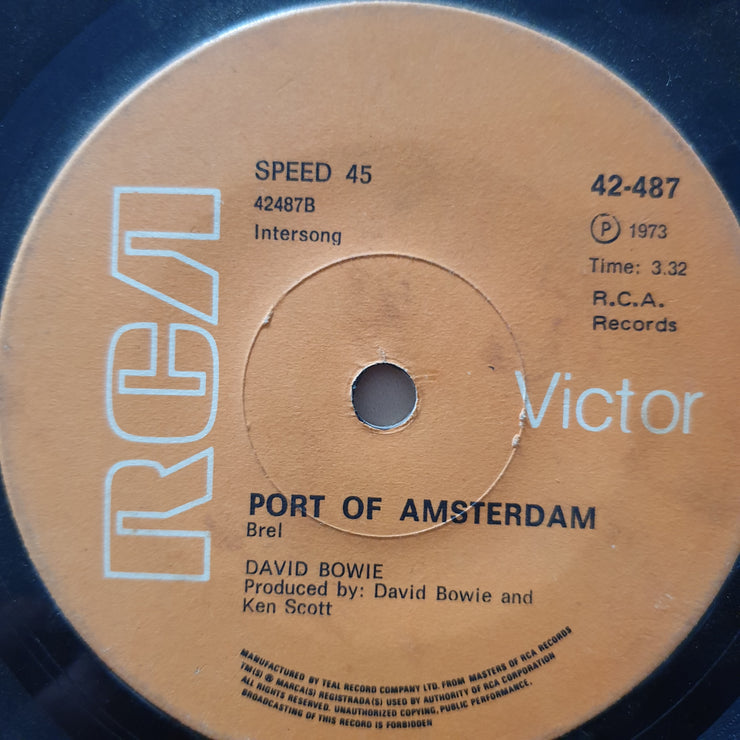 SPEED 45
42487B
Intersong
42-487
Ⓟ 1973
Time: 3.32
R.C.A.
Records
RCA
Victor
PORT OF AMSTERDAM
Brel
DAVID BOWIE
Produced by: David Bowie and
Ken Scott
MANUFACTURED BY TEAL RECORD COMPANY LTD. FROM MASTERS OF RCA RECORDS
TM(S) ® MARCA(S) REGISTRADA(S) USED BY AUTHORITY OF RCA CORPORATION
ALL RIGHTS RESERVED. UNAUTHORIZED COPYING, PUBLIC PERFORMANCE,
BROADCASTING OF THIS RECORD IS FORBIDDEN